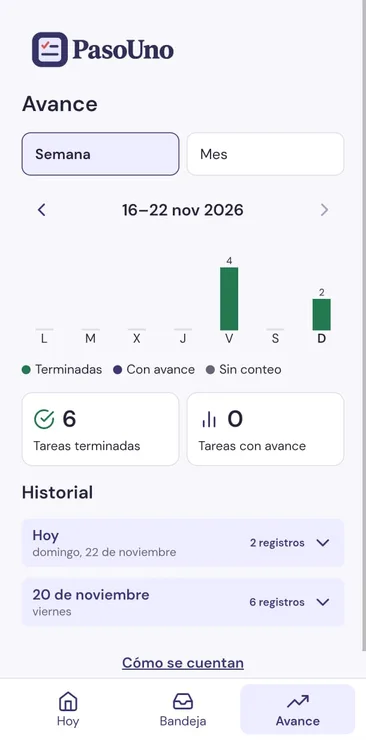 PasoUno
Avance
Semana Mes
16–22 nov 2026
4
2
L M X J V S D
Terminadas Con avance Sin conteo
6 0
Tareas terminadas Tareas con avance
Historial
Hoy
domingo, 22 de noviembre
2 registros
20 de noviembre
viernes
6 registros
Cómo se cuentan
Hoy Bandeja Avance